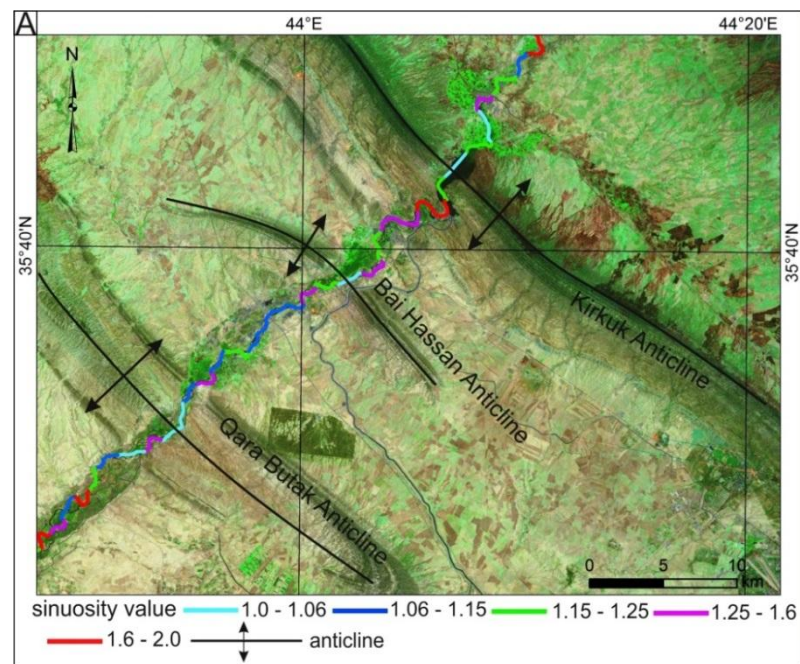 A
44°E
44°20'E
N
35°40'N
35°40'N
Kirkuk Anticline
Bai Hassan Anticline
Qara Butak Anticline
0 5 10
km
sinuosity value 1.0 - 1.06 1.06 - 1.15 1.15 - 1.25 1.25 - 1.6
1.6 - 2.0 anticline